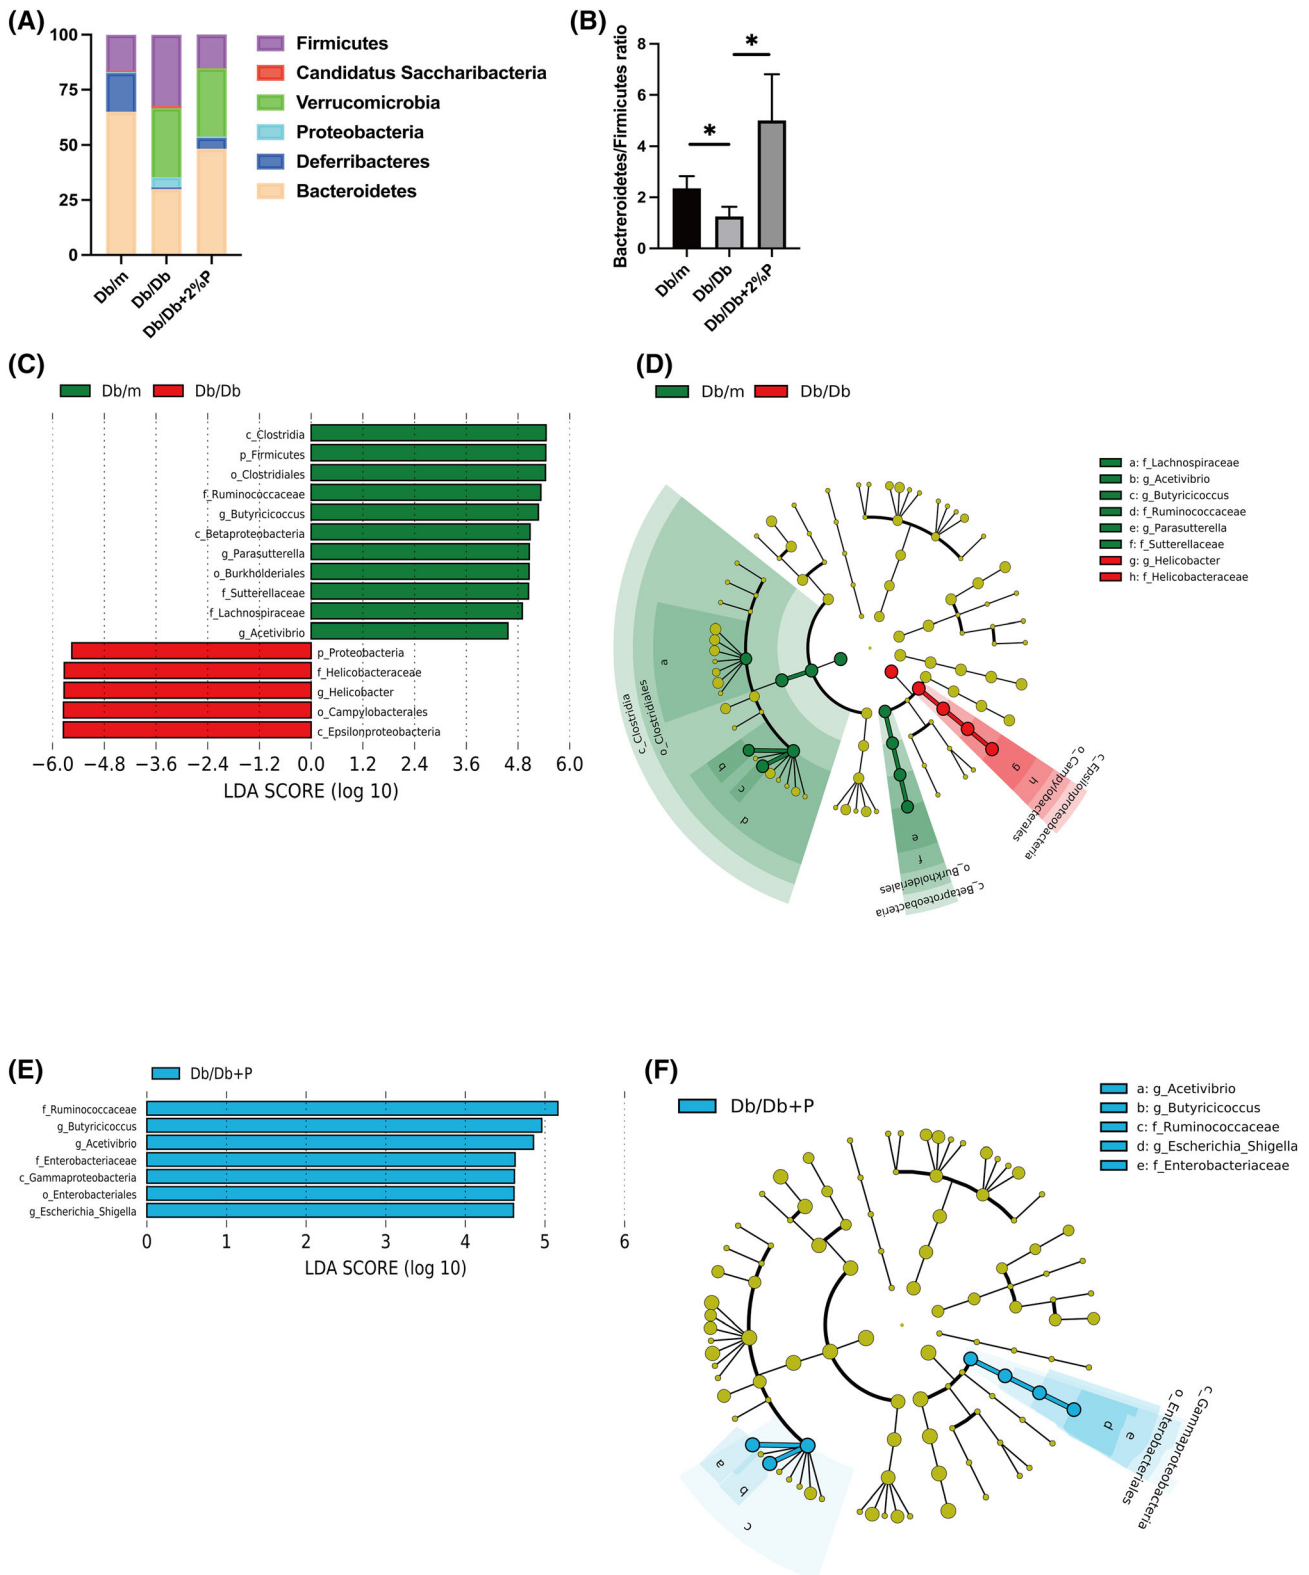 (A)
100
75
50
25
0
Db/m
Db/Db
Db/Db+2%P
Firmicutes
Candidatus Saccharibacteria
Verrucomicrobia
Proteobacteria
Deferribacteres
Bacteroidetes
(B)
Bactreroidetes/Firmicutes ratio
8
6
4
2
0
*
*
Db/m
Db/Db
Db/Db+2%P
(C)
Db/m
Db/Db
c_Clostridia
p_Firmicutes
o_Clostridiales
f_Ruminococcaceae
g_Butyricicoccus
c_Betaproteobacteria
g_Parasutterella
o_Burkholderiales
f_Sutterellaceae
f_Lachnospiraceae
g_Acetivibrio
p_Proteobacteria
f_Helicobacteraceae
g_Helicobacter
o_Campylobacterales
c_Epsilonproteobacteria
−6.0 −4.8 −3.6 −2.4 −1.2 0.0 1.2 2.4 3.6 4.8 6.0
LDA SCORE (log 10)
(D)
Db/m
Db/Db
a: f_Lachnospiraceae
b: g_Acetivibrio
c: g_Butyricicoccus
d: f_Ruminococcaceae
e: g_Parasutterella
f: f_Sutterellaceae
g: g_Helicobacter
h: f_Helicobacteraceae
a
o_Clostridiales
c_Clostridia
b
c
d
e
f
o_Burkholderiales
c_Betaproteobacteria
g
h
o_Campylobacterales
c_Epsilonproteobacteria
(E)
Db/Db+P
f_Ruminococcaceae
g_Butyricicoccus
g_Acetivibrio
f_Enterobacteriaceae
c_Gammaproteobacteria
o_Enterobacteriales
g_Escherichia_Shigella
0 1 2 3 4 5 6
LDA SCORE (log 10)
(F)
Db/Db+P
a: g_Acetivibrio
b: g_Butyricicoccus
c: f_Ruminococcaceae
d: g_Escherichia_Shigella
e: f_Enterobacteriaceae
a
b
c
d
e
o_Enterobacteriales
c_Gammaproteobacteria